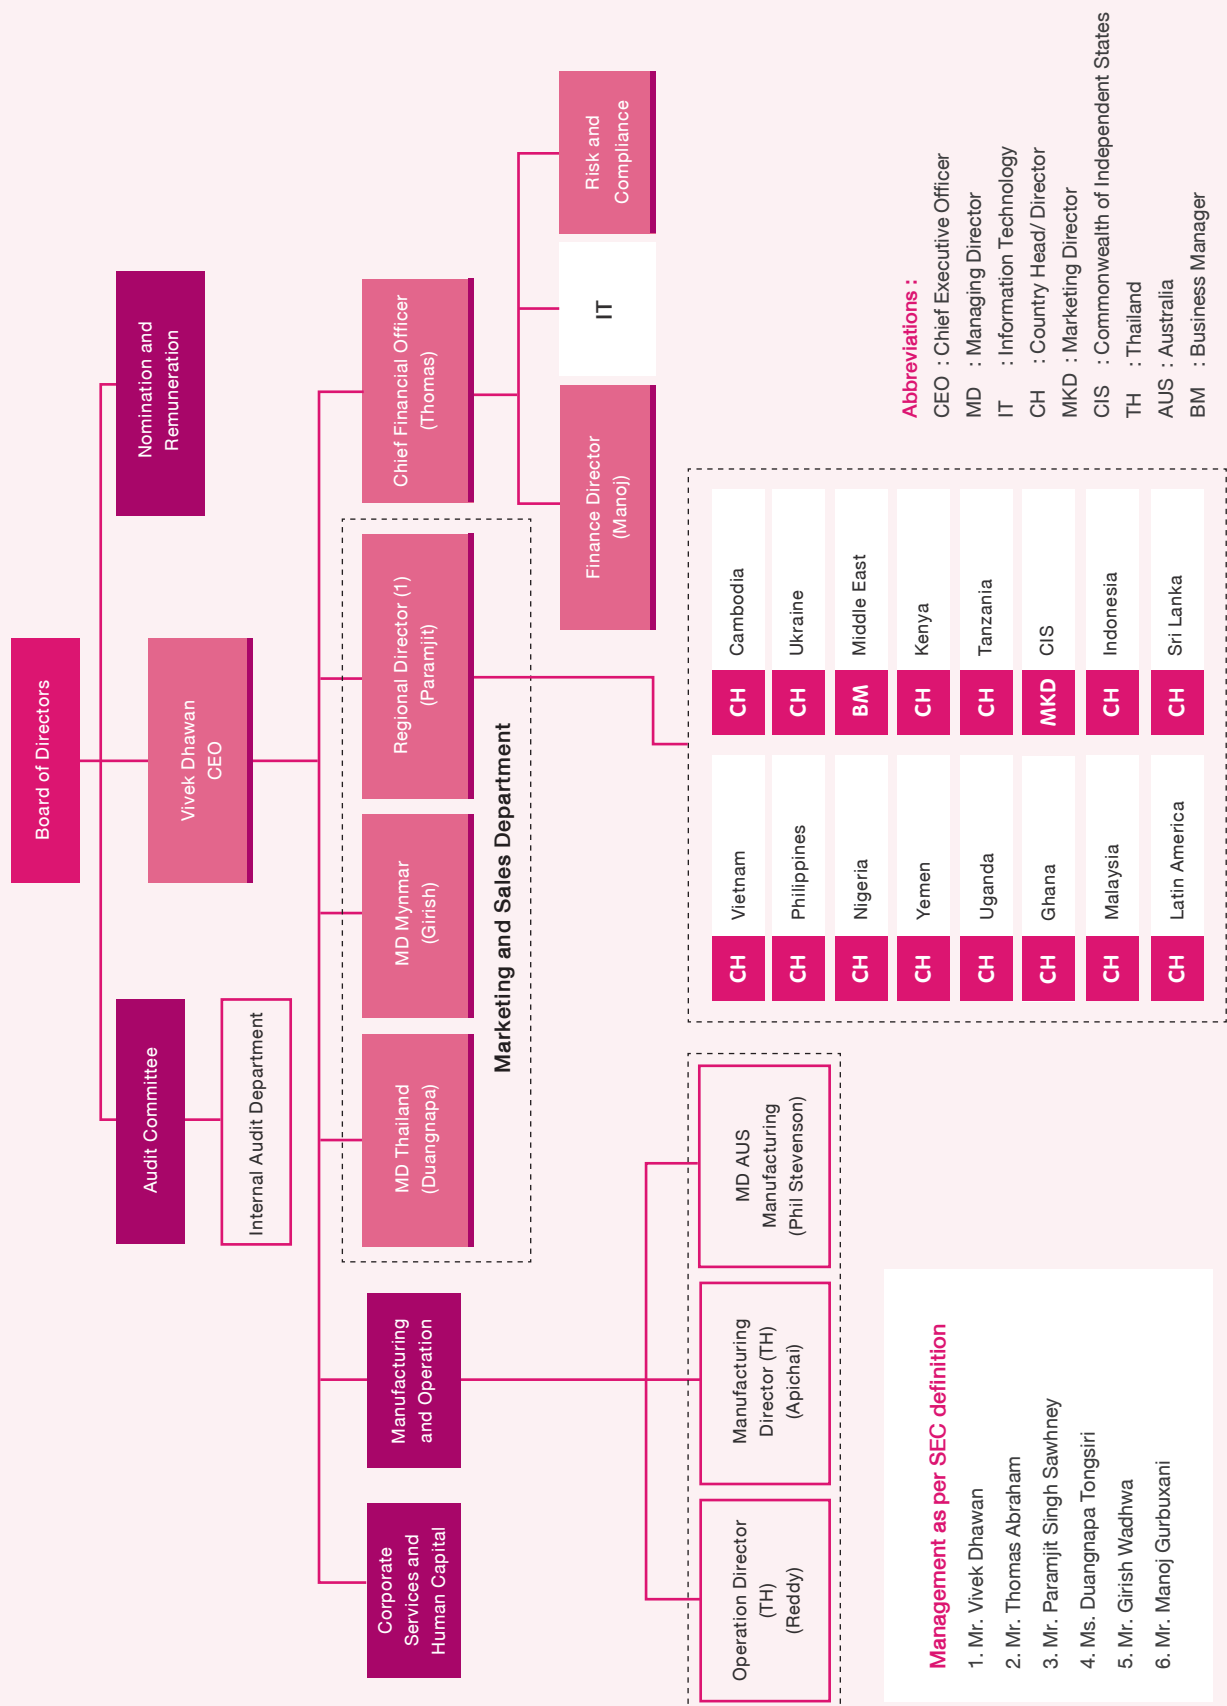 Board of Directors
Audit Committee
Nomination and
Remuneration
Internal Audit Department
Vivek Dhawan
CEO
Corporate
Services and
Human Capital
Manufacturing
and Operation
MD Thailand
(Duangnapa)
MD Mynmar
(Girish)
Regional Director (1)
(Paramjit)
Chief Financial Officer
(Thomas)
Marketing and Sales Department
Finance Director
(Manoj)
IT
Risk and
Compliance
Operation Director
(TH)
(Reddy)
Manufacturing
Director (TH)
(Apichai)
MD AUS
Manufacturing
(Phil Stevenson)
CH Vietnam
CH Cambodia
CH Philippines
CH Ukraine
CH Nigeria
BM Middle East
CH Yemen
CH Kenya
CH Uganda
CH Tanzania
CH Ghana
MKD CIS
CH Malaysia
CH Indonesia
CH Latin America
CH Sri Lanka
Management as per SEC definition
1. Mr. Vivek Dhawan
2. Mr. Thomas Abraham
3. Mr. Paramjit Singh Sawhney
4. Ms. Duangnapa Tongsiri
5. Mr. Girish Wadhwa
6. Mr. Manoj Gurbuxani
Abbreviations :
CEO : Chief Executive Officer
MD : Managing Director
IT : Information Technology
CH : Country Head/ Director
MKD : Marketing Director
CIS : Commonwealth of Independent States
TH : Thailand
AUS : Australia
BM : Business Manager